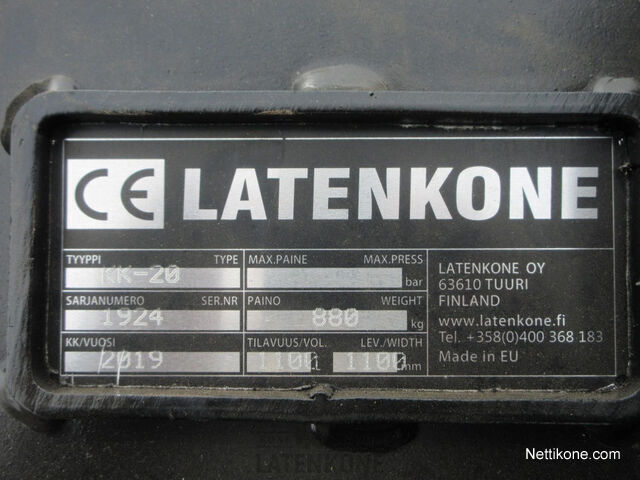 CE LATENKONE
TYYPPI TYPE
KK-20
SARJANUMERO SER.NR
1924
KK/VUOSI
2019
MAX.PAINE MAX.PRESS
bar
PAINO WEIGHT
880 kg
TILAVUUS/VOL. LEV./WIDTH
1100 L 1100 mm
LATENKONE OY
63610 TUURI
FINLAND
www.latenkone.fi
Tel. +358(0)400 368 183
Made in EU
LATENKONE
Nettikone.com